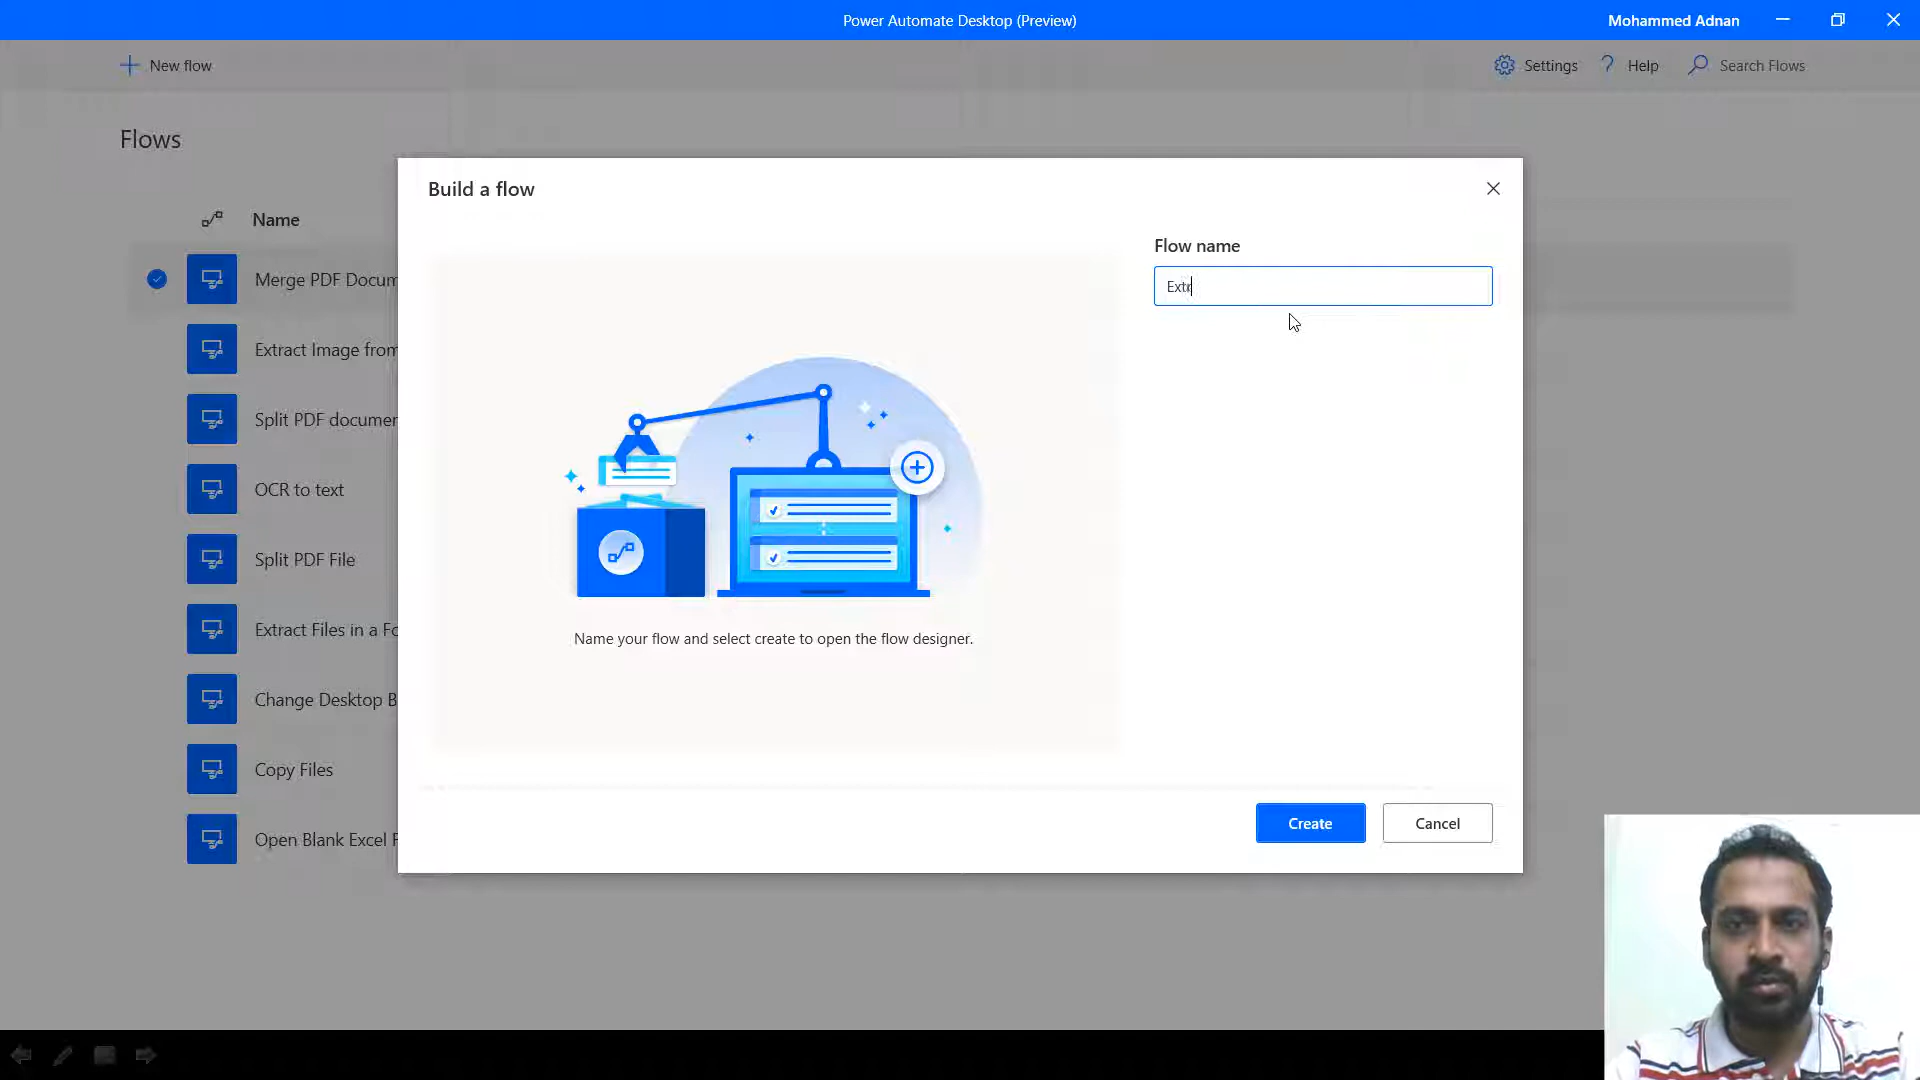 Power Automate Desktop (Preview)
Mohammed Adnan
New flow
Settings
Help
Search Flows
Flows
Name
Merge PDF Docum
Extract Image from
Split PDF documen
OCR to text
Split PDF File
Extract Files in a Fo
Change Desktop B
Copy Files
Open Blank Excel F
Build a flow
Flow name
Extr
Name your flow and select create to open the flow designer.
Create
Cancel